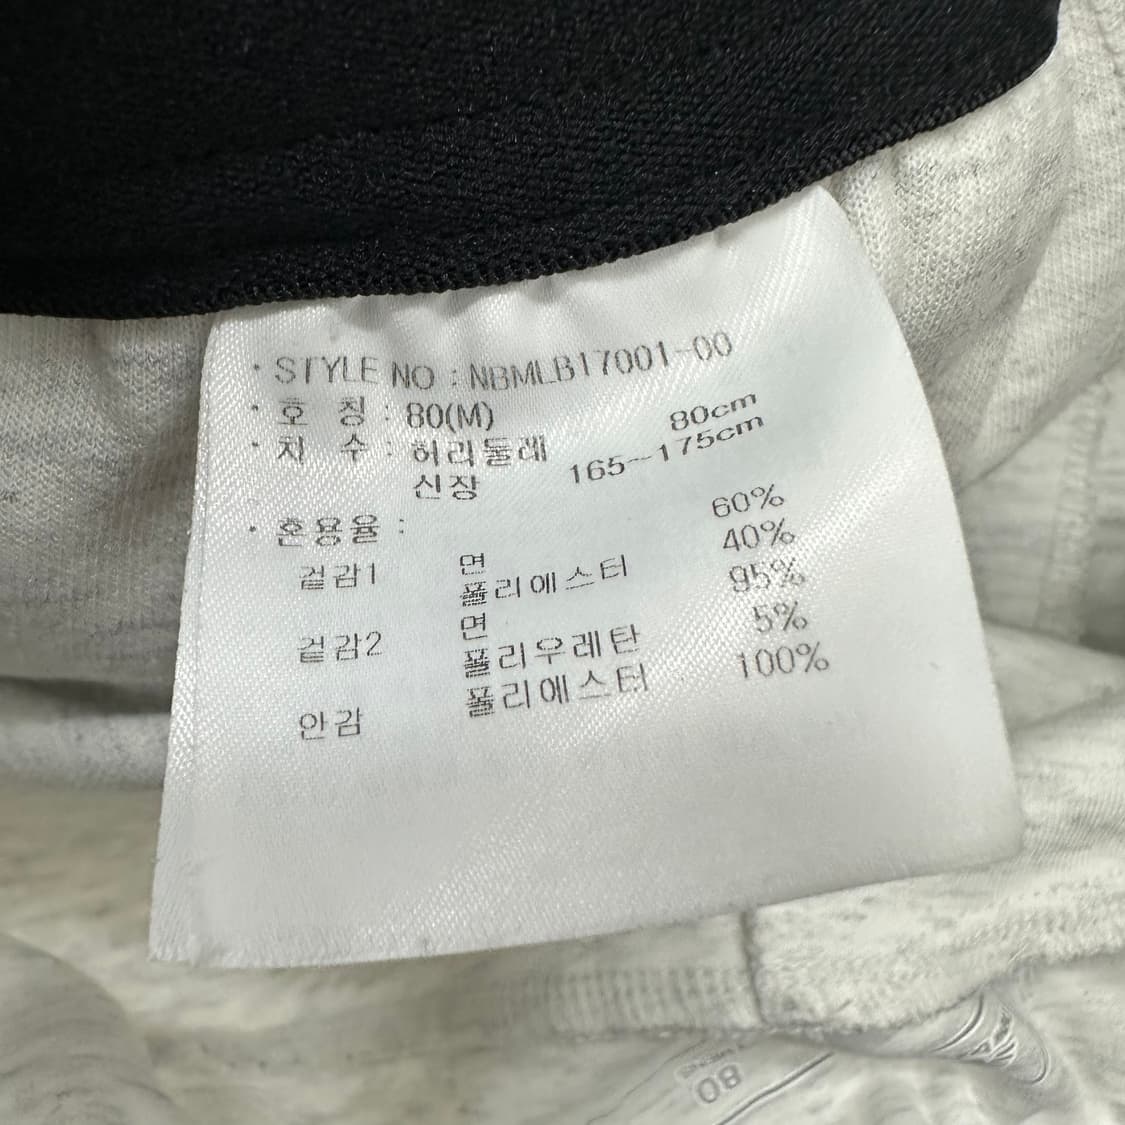 · STYLE NO : NBMLB17001-00
· 호 칭 : 80(M)
· 치 수 : 허리둘레 80cm
신장 165~175cm
· 혼용율 :
겉감1 면 60%
폴리에스터 40%
겉감2 면 95%
폴리우레탄 5%
안감 폴리에스터 100%
80